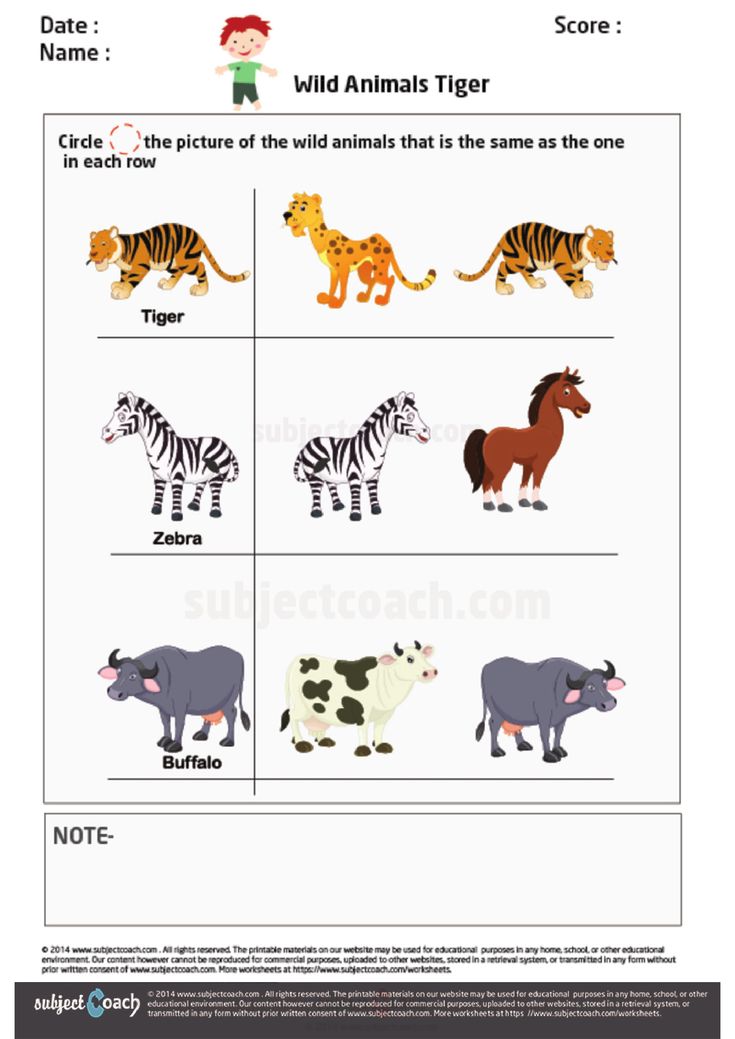 Date :
Score :
Name :
Wild Animals Tiger
Circle the picture of the wild animals that is the same as the one
in each row
Tiger
subjectcoach.com
Zebra
subjectcoach.com
Buffalo
NOTE-
© 2014 www.subjectcoach.com . All rights reserved. The printable materials on our website may be used for educational purposes in any home, school, or other educational
environment. Our content however cannot be reproduced for commercial purposes, uploaded to other websites, stored in a retrieval system, or transmitted in any form without
prior written consent of www.subjectcoach.com. More worksheets at https://www.subjectcoach.com/worksheets.
subject Coach
© 2014 www.subjectcoach.com . All rights reserved. The printable materials on our website may be used for educational purposes in any home, school, or other
educational environment. Our content however cannot be reproduced for commercial purposes, uploaded to other websites, stored in a retrieval system, or
transmitted in any form without prior written consent of www.subjectcoach.com. More worksheets at https //www.subjectcoach.com/worksheets.